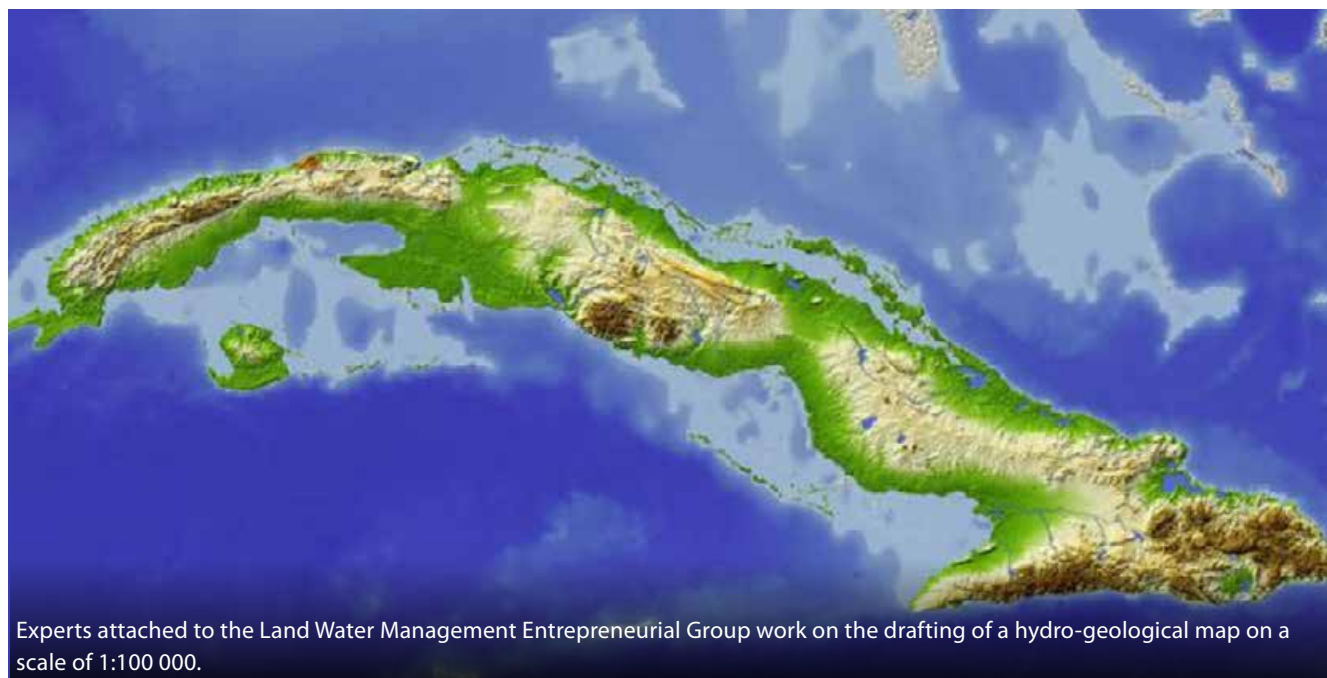 Experts attached to the Land Water Management Entrepreneurial Group work on the drafting of a hydro-geological map on a
scale of 1:100 000.